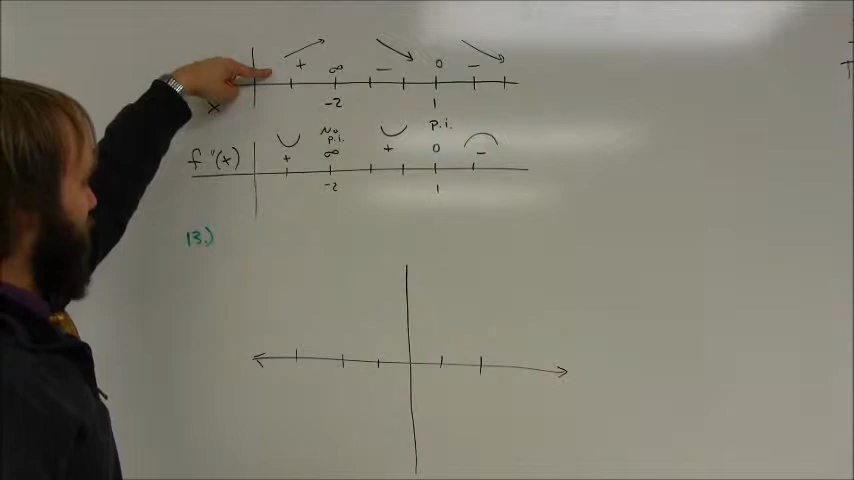 + ∞ − 0 −
x -2 1
No p.i. p.i.
f "(x) + ∞ + 0 −
-2 1
13.)